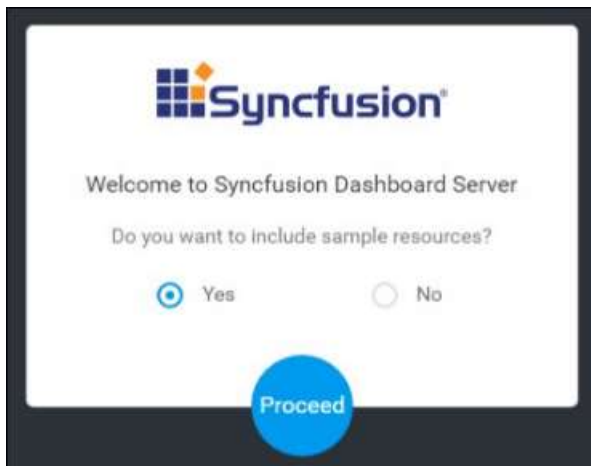 Syncfusion®
Welcome to Syncfusion Dashboard Server
Do you want to include sample resources?
Yes No
Proceed